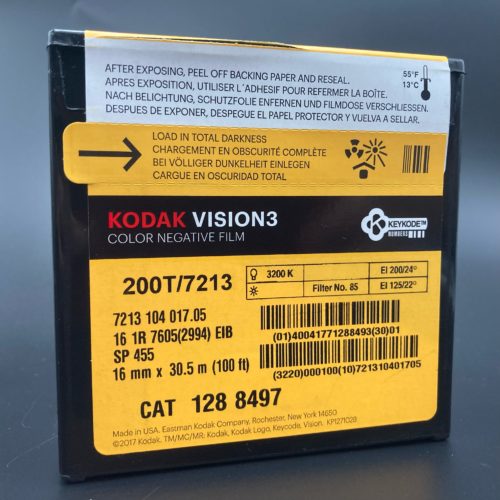 AFTER EXPOSING, PEEL OFF BACKING PAPER AND RESEAL.
APRES EXPOSITION, UTILISER L'ADHESIF POUR REFERMER LA BOÎTE.
NACH BELICHTUNG, SCHUTZFOLIE ENTFERNEN UND FILMDOSE VERSCHLIESSEN.
DESPUES DE EXPONER, DESPEGUE EL PAPEL PROTECTOR Y VUELVA A SELLAR.
55°F
13°C
LOAD IN TOTAL DARKNESS
CHARGEMENT EN OBSCURITÉ COMPLÈTE
BEI VÖLLIGER DUNKELHEIT EINLEGEN
CARGUE EN OSCURIDAD TOTAL
KODAK VISION3
COLOR NEGATIVE FILM
KEYKODE™
NUMBERS
200T/7213
3200 K EI 200/24°
Filter No. 85 EI 125/22°
7213 104 017.05
16 1R 7605(2994) EIB
SP 455
16 mm x 30.5 m (100 ft)
(01)40041771288493(30)01
(3220)000100(10)721310401705
CAT 128 8497
Made in USA. Eastman Kodak Company, Rochester, New York 14650
©2017 Kodak. TM/MC/MR: Kodak, Kodak Logo, Keycode, Vision. KP127102B